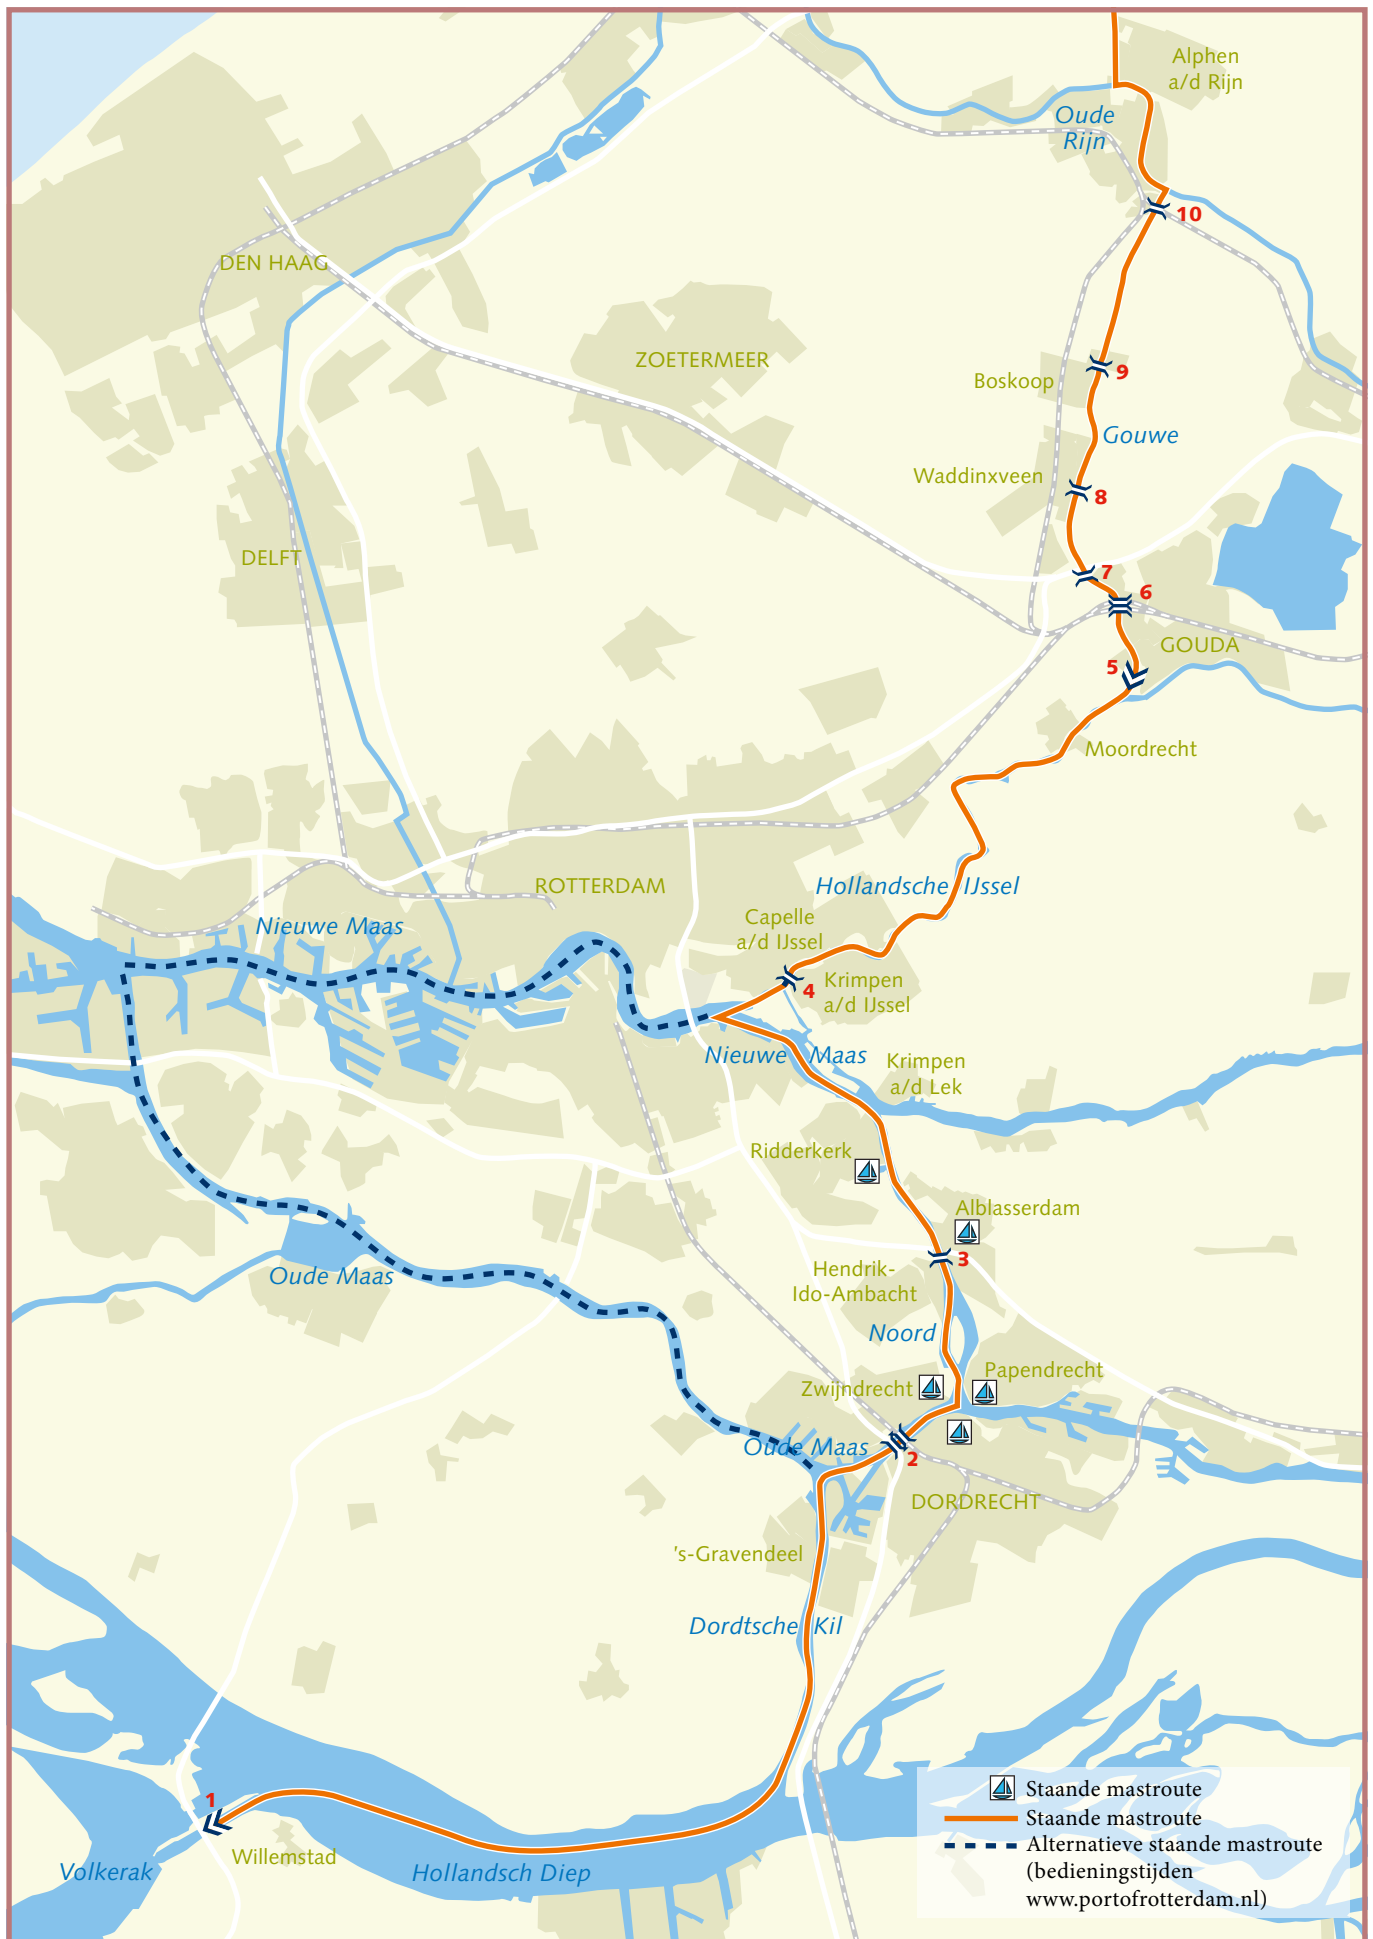 Alphen
a/d Rijn
Oude
Rijn
10
DEN HAAG
ZOETERMEER
9
Boskoop
Gouwe
Waddinxveen
8
DELFT
7
6
GOUDA
5
Moordrecht
ROTTERDAM
Hollandsche IJssel
Capelle
a/d IJssel
Nieuwe Maas
Krimpen
a/d IJssel
4
Nieuwe Maas
Krimpen
a/d Lek
Ridderkerk
Alblasserdam
3
Hendrik-
Ido-Ambacht
Oude Maas
Noord
Papendrecht
Zwijndrecht
Oude Maas
2
DORDRECHT
's-Gravendeel
Dordtsche Kil
1
Willemstad
Volkerak
Hollandsch Diep
Staande mastroute
Staande mastroute
Alternatieve staande mastroute
(bedieningstijden
www.portofrotterdam.nl)